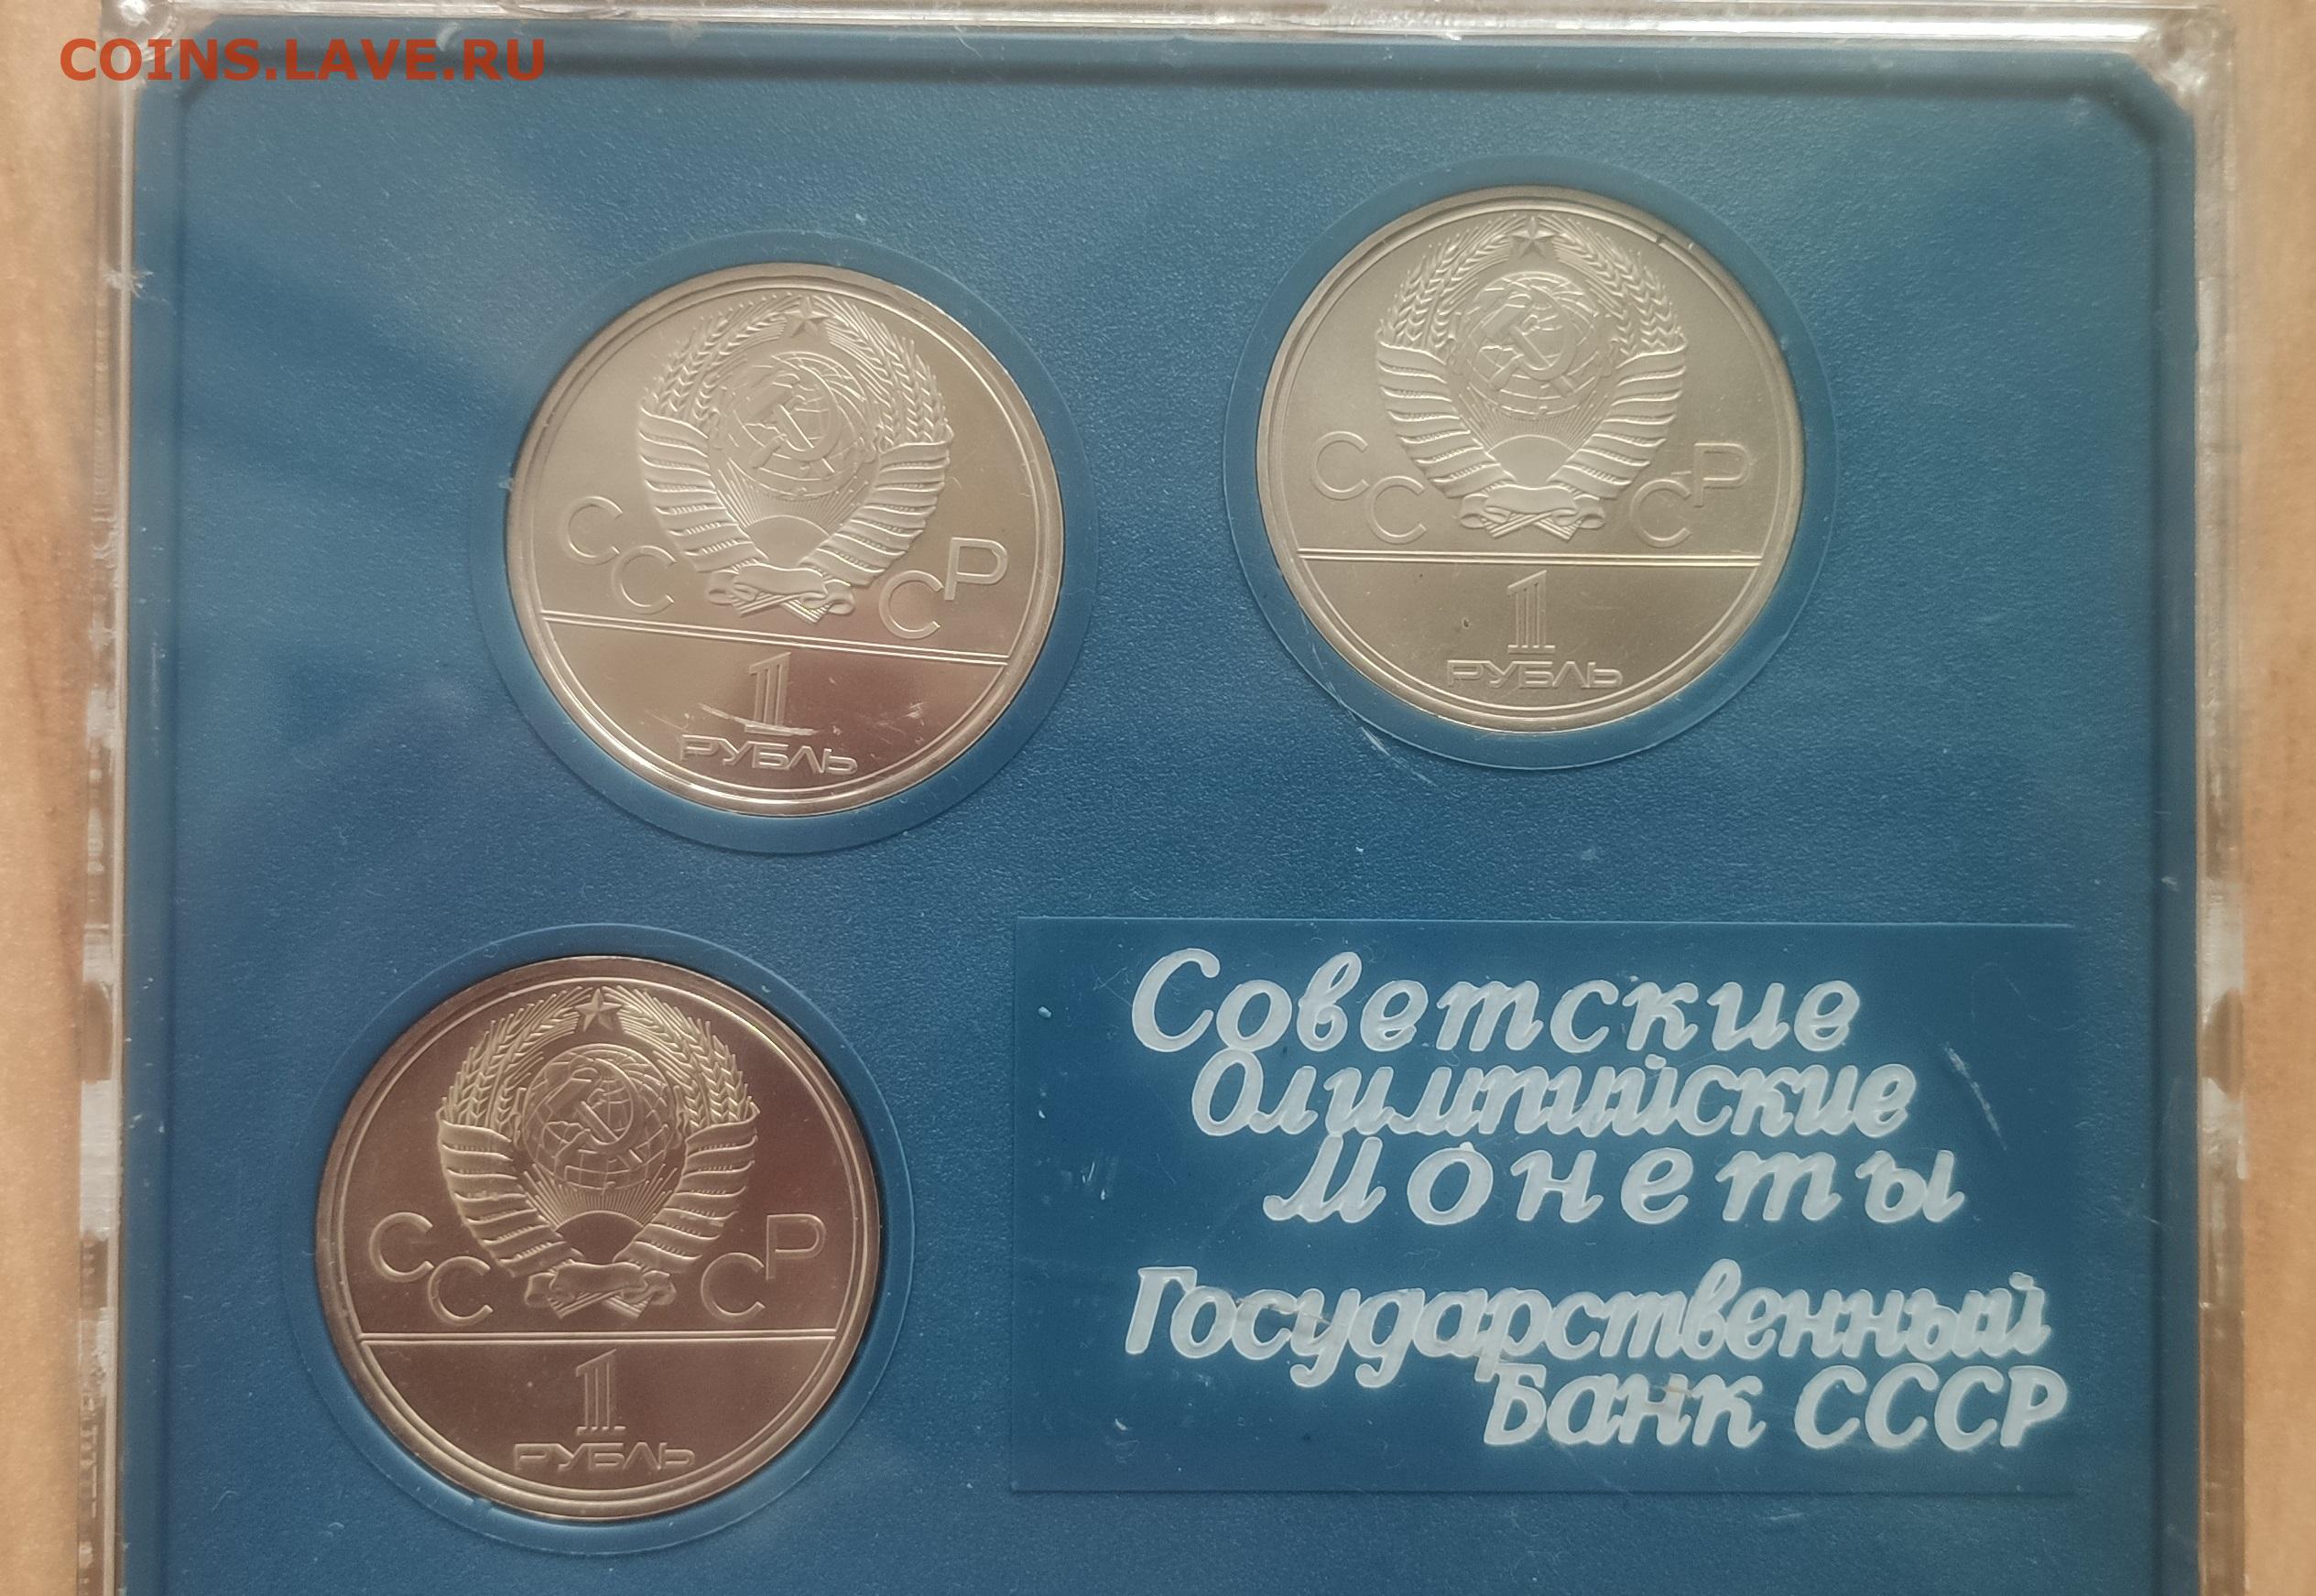 COINS.LAVE.RU
СССР
1
РУБЛЬ
СССР
1
РУБЛЬ
СССР
1
РУБЛЬ
Советские
Олимпийские
Монеты
Государственный
Банк СССР